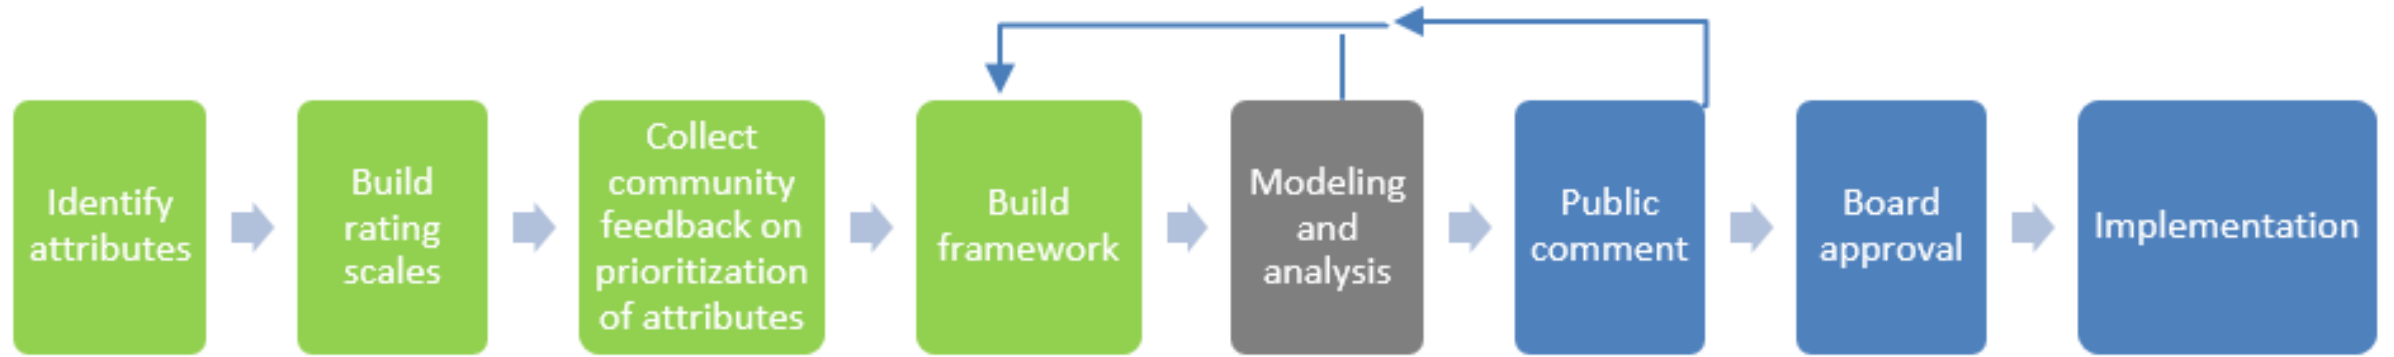 Identify
attributes
Build
rating
scales
Collect
community
feedback on
prioritization
of attributes
Build
framework
Modeling
and
analysis
Public
comment
Board
approval
Implementation